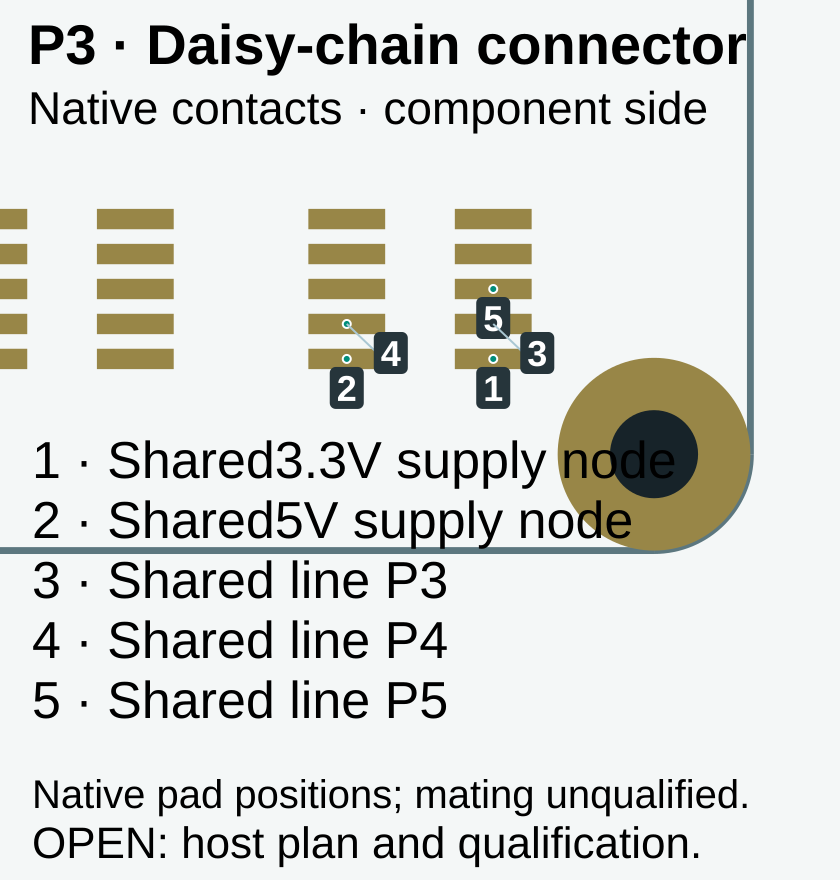 P3 · Daisy-chain connector
Native contacts · component side
5
4
3
2
1
1 · Shared3.3V supply node
2 · Shared5V supply node
3 · Shared line P3
4 · Shared line P4
5 · Shared line P5
Native pad positions; mating unqualified.
OPEN: host plan and qualification.